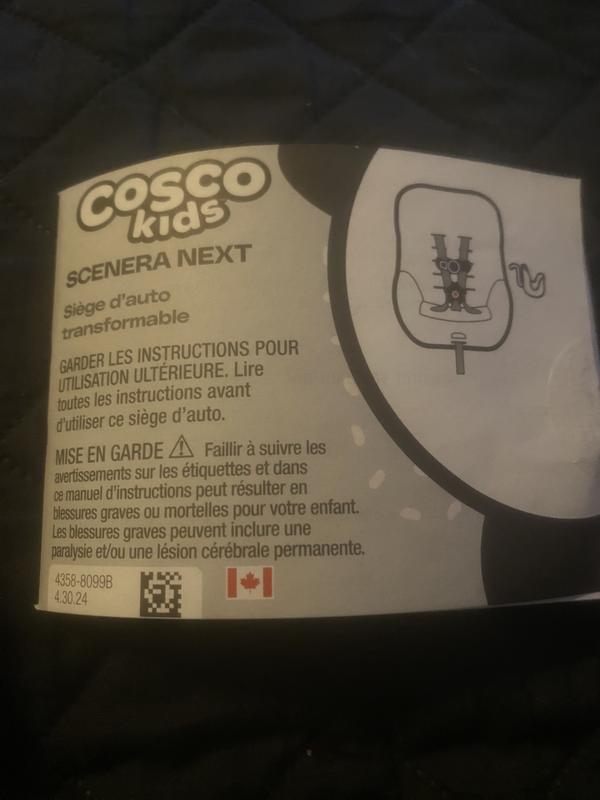 COSCO
kids
SCENERA NEXT
Siège d'auto
transformable
GARDER LES INSTRUCTIONS POUR
UTILISATION ULTÉRIEURE. Lire
toutes les instructions avant
d'utiliser ce siège d'auto.
MISE EN GARDE ⚠ Faillir à suivre les
avertissements sur les étiquettes et dans
ce manuel d'instructions peut résulter en
blessures graves ou mortelles pour votre enfant.
Les blessures graves peuvent inclure une
paralysie et/ou une lésion cérébrale permanente.
4358-8099B
4.30.24